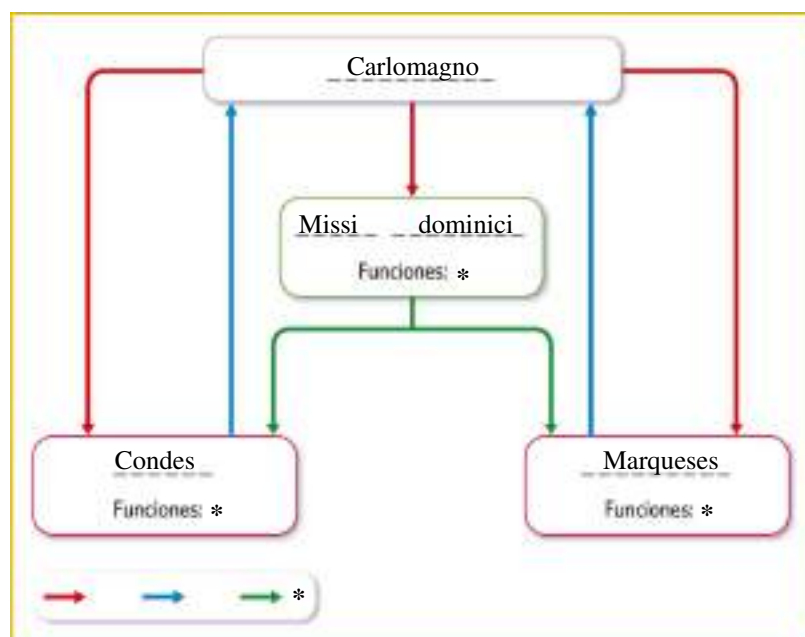 Carlomagno
Missi dominici
Funciones: *
Condes
Funciones: *
Marqueses
Funciones: *
*